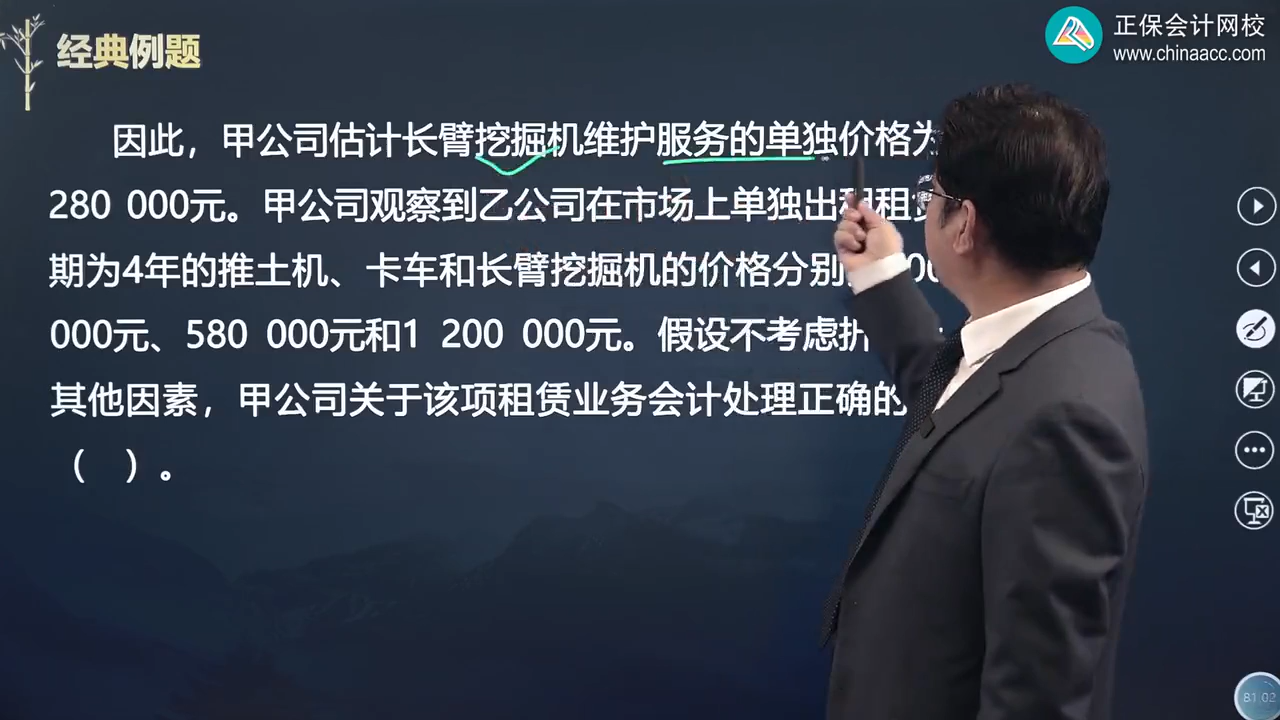 经典例题
正保会计网校
www.chinaacc.com
因此，甲公司估计长臂挖掘机维护服务的单独价格为
280 000元。甲公司观察到乙公司在市场上单独出租租赁
期为4年的推土机、卡车和长臂挖掘机的价格分别
000元、580 000元和1 200 000元。假设不考虑折
其他因素，甲公司关于该项租赁业务会计处理正确的
（ ）。
81:02